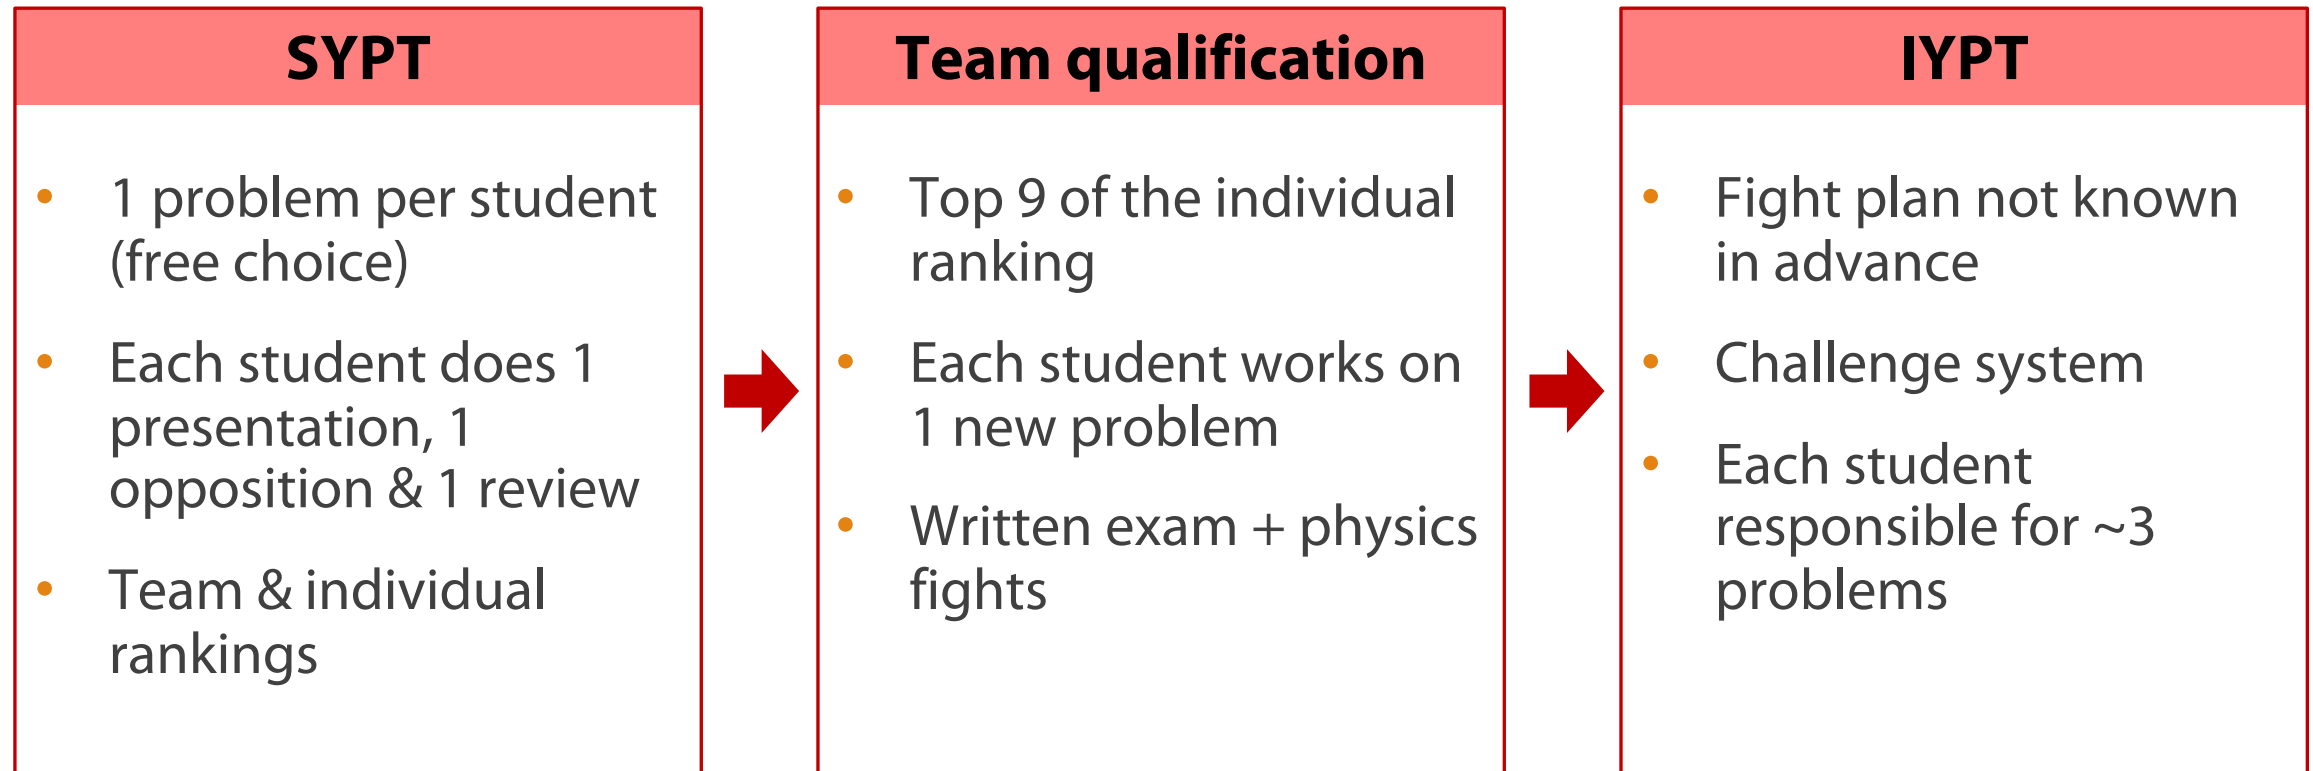 SYPT
• 1 problem per student
(free choice)
• Each student does 1
presentation, 1
opposition & 1 review
• Team & individual
rankings
Team qualification
• Top 9 of the individual
ranking
• Each student works on
1 new problem
• Written exam + physics
fights
IYPT
• Fight plan not known
in advance
• Challenge system
• Each student
responsible for ~3
problems